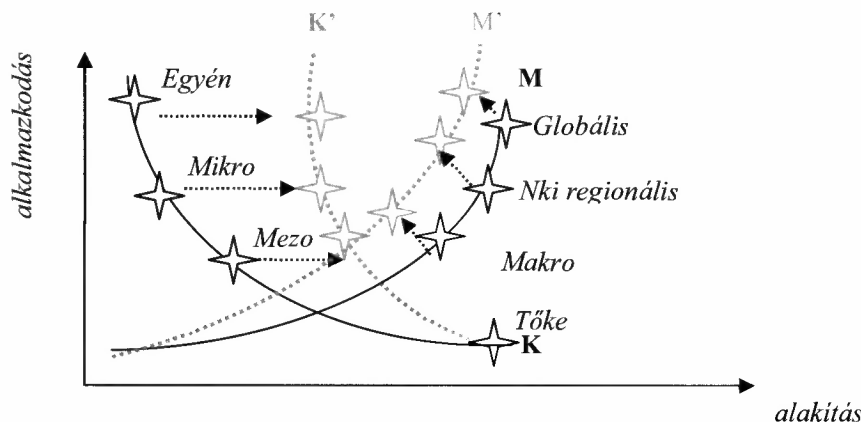 K' M'
alkalmazkodás
Egyén
M
Globális
Mikro
Nki regionális
Mezo
Makro
Tőke
K
alakítás